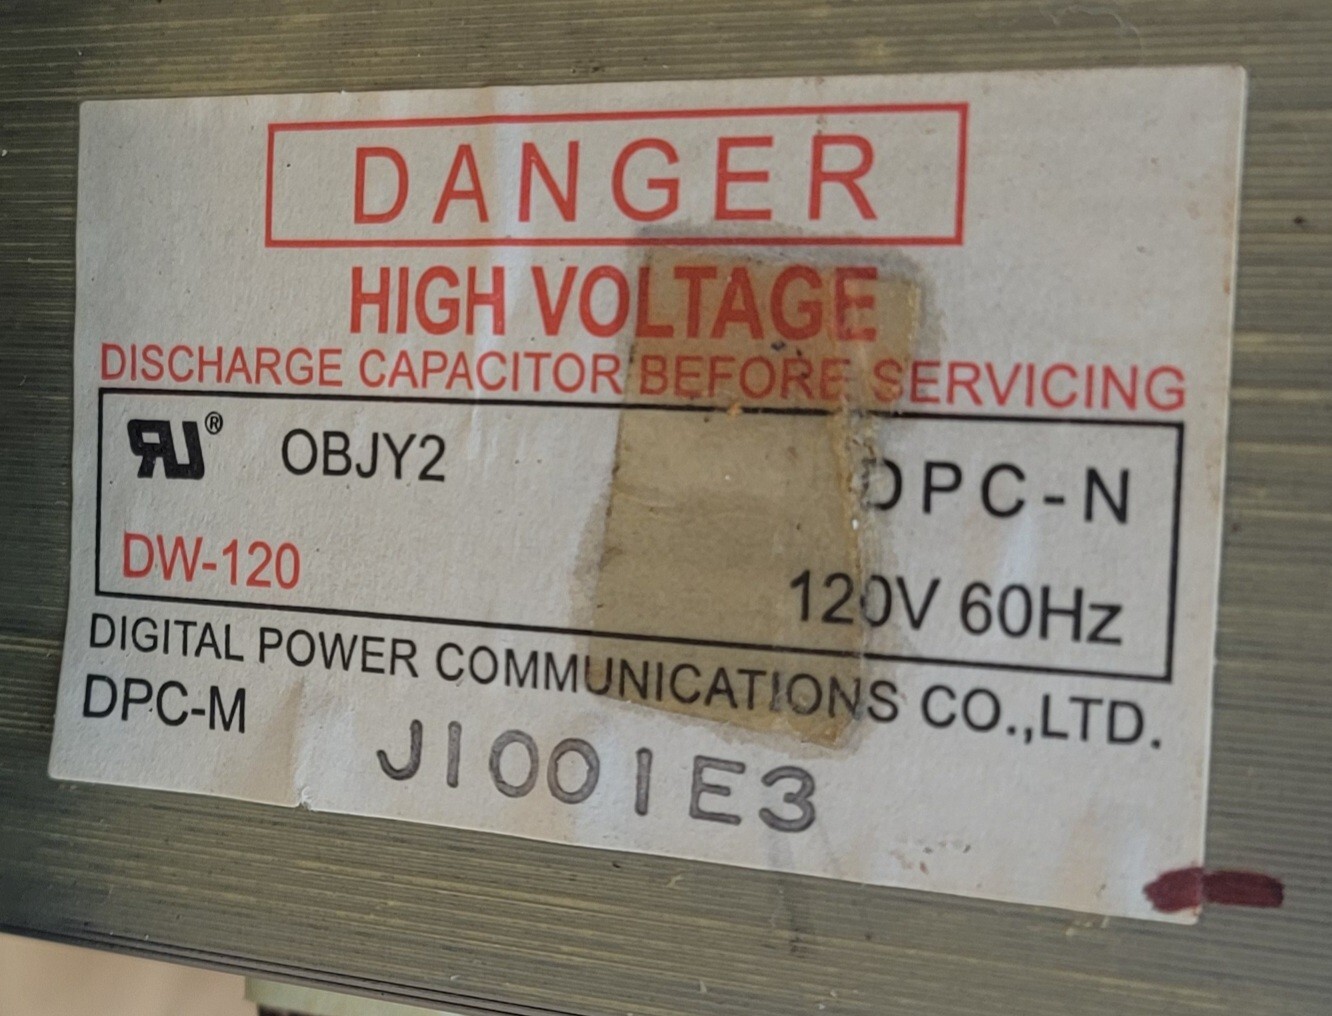 DANGER
HIGH VOLTAGE
DISCHARGE CAPACITOR BEFORE SERVICING
RU® OBJY2 DPC-N
DW-120 120V 60Hz
DIGITAL POWER COMMUNICATIONS CO.,LTD.
DPC-M
J1001E3